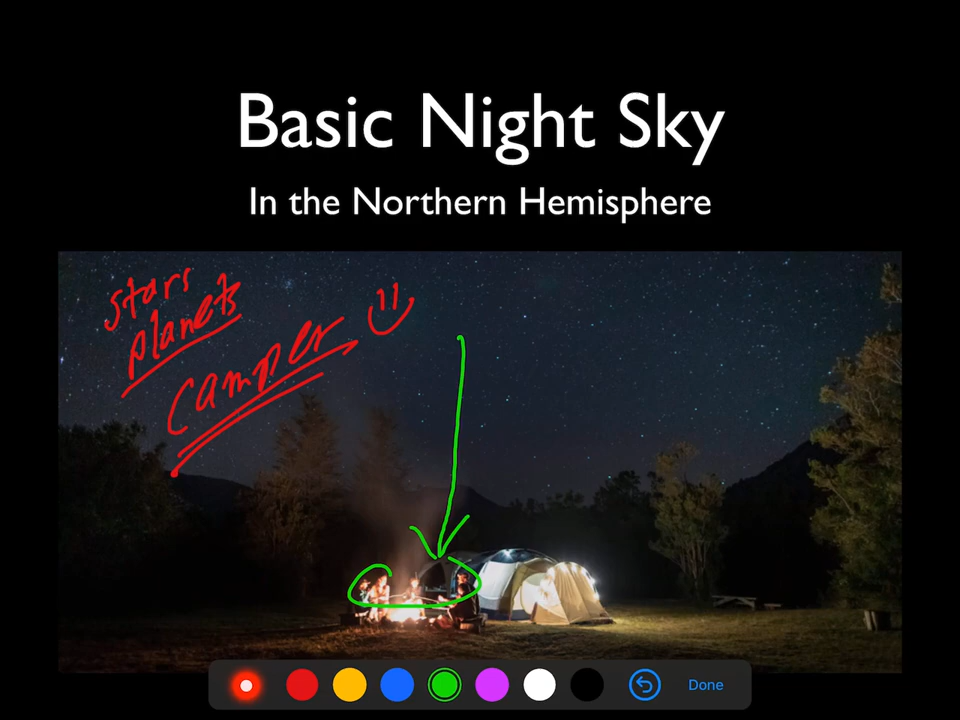 Basic Night Sky
In the Northern Hemisphere
stars
planets
camper
Done